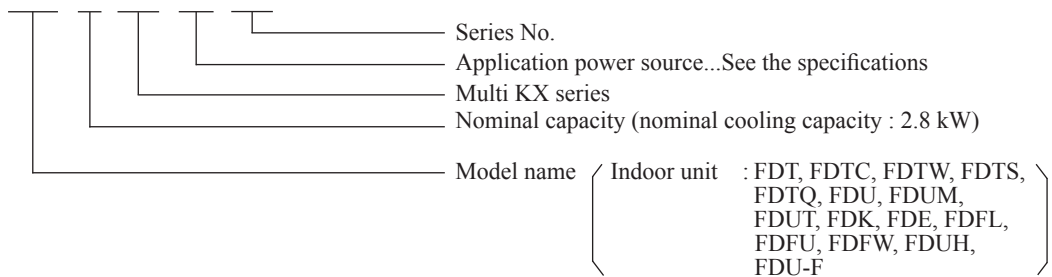 Series No.
Application power source...See the specifications
Multi KX series
Nominal capacity (nominal cooling capacity : 2.8 kW)
Model name Indoor unit : FDT, FDTC, FDTW, FDTS,
FDTQ, FDU, FDUM,
FDUT, FDK, FDE, FDFL,
FDFU, FDFW, FDUH,
FDU-F